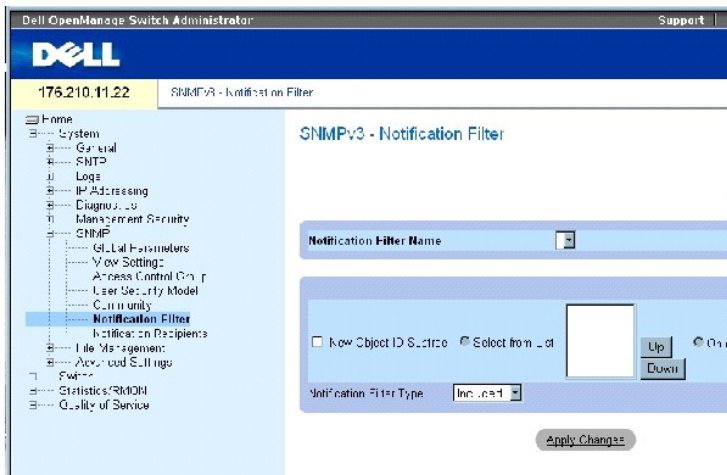 Dell OpenManage Switch Administrator
Support
DELL
176.210.11.22
SNMPv3 - Notification Filter
Home
System
General
SNTP
Logs
IP Addressing
Diagnostics
Management Security
SNMP
Global Parameters
View Settings
Access Control Group
User Security Model
Community
Notification Filter
Notification Recipients
File Management
Advanced Settings
Switch
Statistics/RMON
Quality of Service
SNMPv3 - Notification Filter
Notification Filter Name
New Object ID Subtree
Select from List
Up
Down
Notification Filter Type
Included
Apply Changes